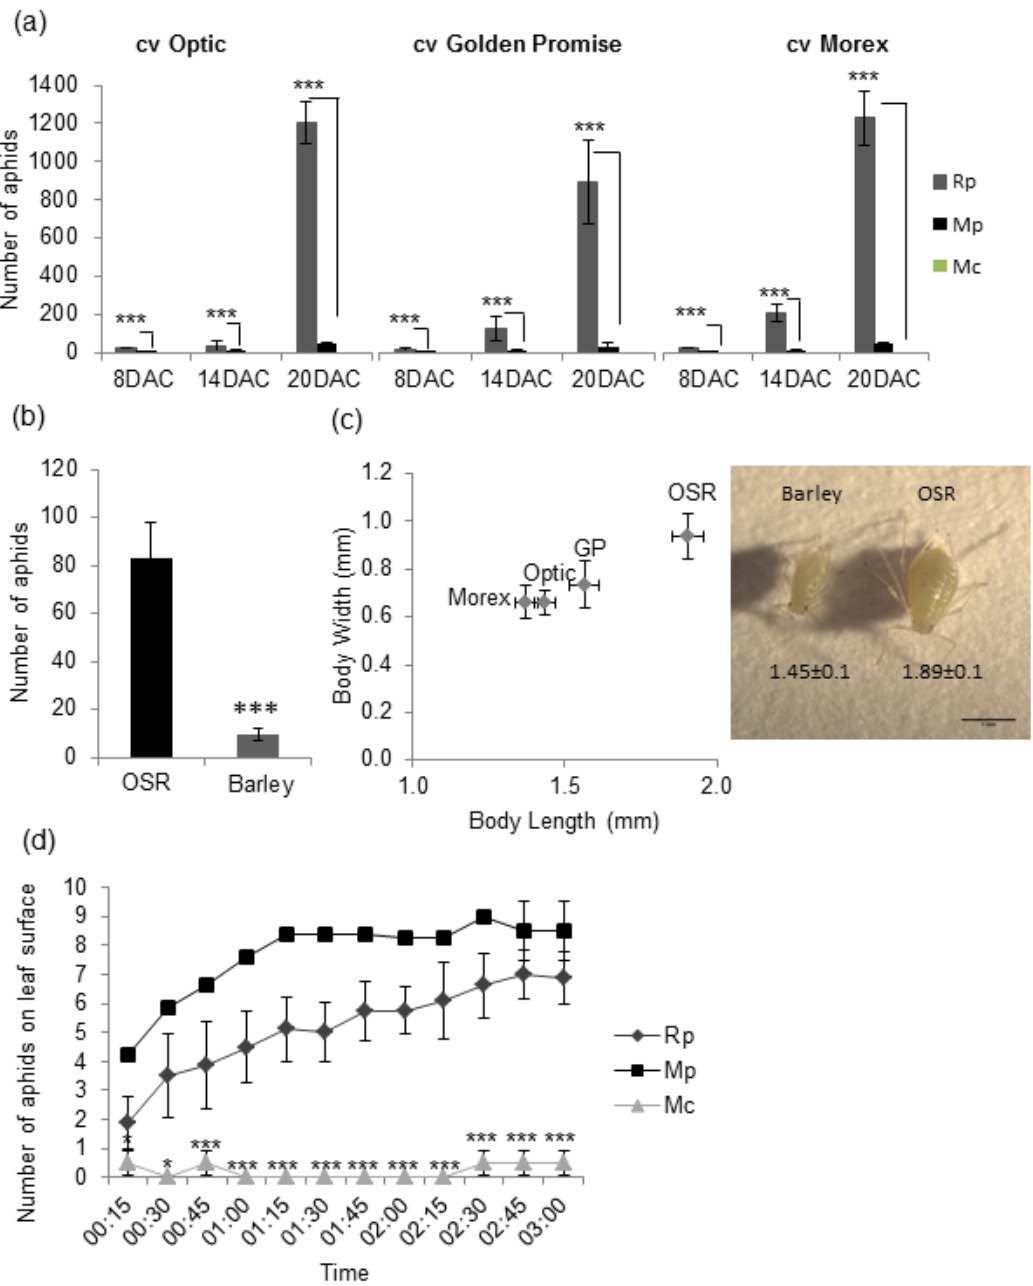 (a)
cv Optic cv Golden Promise cv Morex
Number of aphids
1400
1200
1000
800
600
400
200
0
*** *** ***
*** *** ***
*** *** ***
8DAC 14DAC 20DAC 8DAC 14DAC 20DAC 8DAC 14DAC 20DAC
Rp
Mp
Mc
(b)
Number of aphids
120
100
80
60
40
20
0
***
OSR Barley
(c)
Body Width (mm)
1.2
1.0
0.8
0.6
0.4
0.2
0.0
OSR
GP
Optic
Morex
1.0 1.5 2.0
Body Length (mm)
Barley OSR
1.45±0.1 1.89±0.1
(d)
Number of aphids on leaf surface
10
9
8
7
6
5
4
3
2
1
0
* * *** *** *** *** *** *** *** *** *** ***
00:15 00:30 00:45 01:00 01:15 01:30 01:45 02:00 02:15 02:30 02:45 03:00
Time
Rp
Mp
Mc